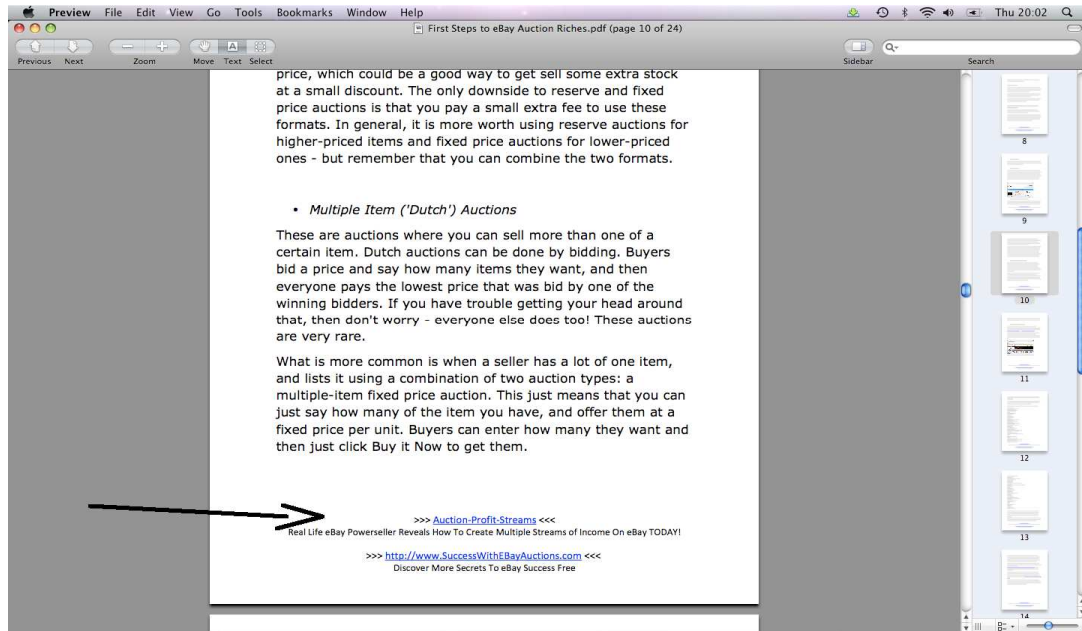 Preview File Edit View Go Tools Bookmarks Window Help Thu 20:02
First Steps to eBay Auction Riches.pdf (page 10 of 24)
Previous Next Zoom Move Text Select Sidebar Search
price, which could be a good way to get sell some extra stock
at a small discount. The only downside to reserve and fixed
price auctions is that you pay a small extra fee to use these
formats. In general, it is more worth using reserve auctions for
higher-priced items and fixed price auctions for lower-priced
ones - but remember that you can combine the two formats.
• Multiple Item ('Dutch') Auctions
These are auctions where you can sell more than one of a
certain item. Dutch auctions can be done by bidding. Buyers
bid a price and say how many items they want, and then
everyone pays the lowest price that was bid by one of the
winning bidders. If you have trouble getting your head around
that, then don't worry - everyone else does too! These auctions
are very rare.
What is more common is when a seller has a lot of one item,
and lists it using a combination of two auction types: a
multiple-item fixed price auction. This just means that you can
just say how many of the item you have, and offer them at a
fixed price per unit. Buyers can enter how many they want and
then just click Buy it Now to get them.
>>> Auction-Profit-Streams <<<
Real Life eBay Powerseller Reveals How To Create Multiple Streams of Income On eBay TODAY!
>>> http://www.SuccessWithEBayAuctions.com <<<
Discover More Secrets To eBay Success Free
8
9
10
11
12
13
14